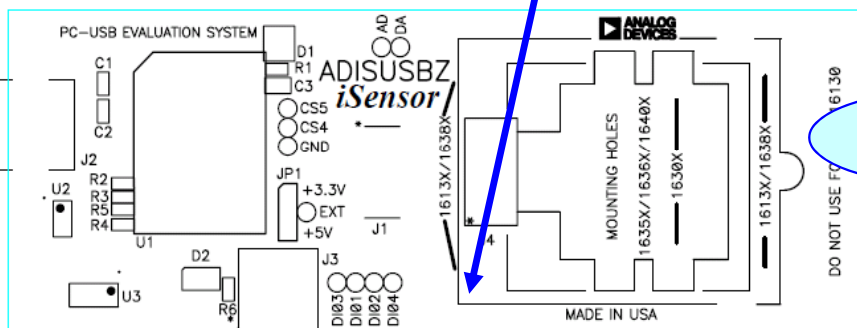 PC-USB EVALUATION SYSTEM
D1
R1
C3
C1
C2
J2
U2
R2
R3
R5
R4
U1
U3
D2
R6
*
J3
AD
DA
ADISUSBZ
iSensor
CS5
CS4
GND
JP1
+3.3V
EXT
+5V
*
J1
DIO3
DIO1
DIO2
DIO4
ANALOG
DEVICES
1613X/1638X
*
4
MOUNTING HOLES
1635X/1636X/1640X
1630X
1613X/1638X
DO NOT USE
16130
MADE IN USA